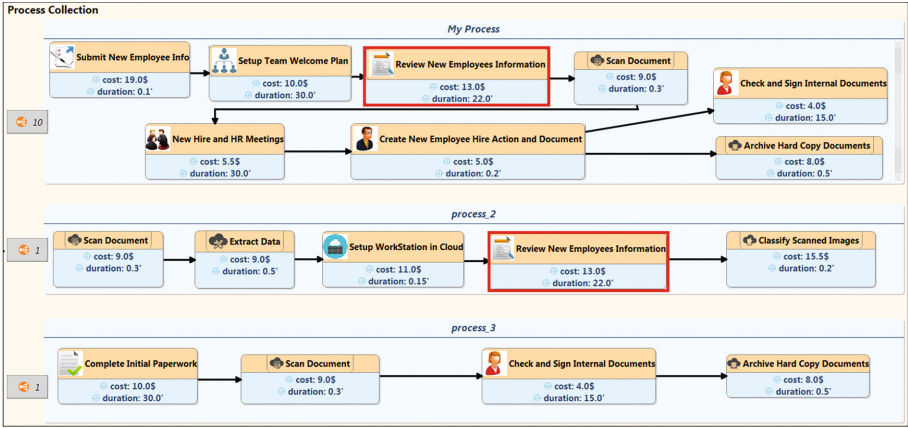 Process Collection
My Process
Submit New Employee Info
cost: 19.0$
duration: 0.1'
Setup Team Welcome Plan
cost: 10.0$
duration: 30.0'
Review New Employees Information
cost: 13.0$
duration: 22.0'
Scan Document
cost: 9.0$
duration: 0.3'
Check and Sign Internal Documents
cost: 4.0$
duration: 15.0'
10
New Hire and HR Meetings
cost: 5.5$
duration: 30.0'
Create New Employee Hire Action and Document
cost: 5.0$
duration: 0.2'
Archive Hard Copy Documents
cost: 8.0$
duration: 0.5'
process_2
1
Scan Document
cost: 9.0$
duration: 0.3'
Extract Data
cost: 9.0$
duration: 0.5'
Setup WorkStation in Cloud
cost: 11.0$
duration: 0.15'
Review New Employees Information
cost: 13.0$
duration: 22.0'
Classify Scanned Images
cost: 15.5$
duration: 0.2'
process_3
1
Complete Initial Paperwork
cost: 10.0$
duration: 30.0'
Scan Document
cost: 9.0$
duration: 0.3'
Check and Sign Internal Documents
cost: 4.0$
duration: 15.0'
Archive Hard Copy Documents
cost: 8.0$
duration: 0.5'